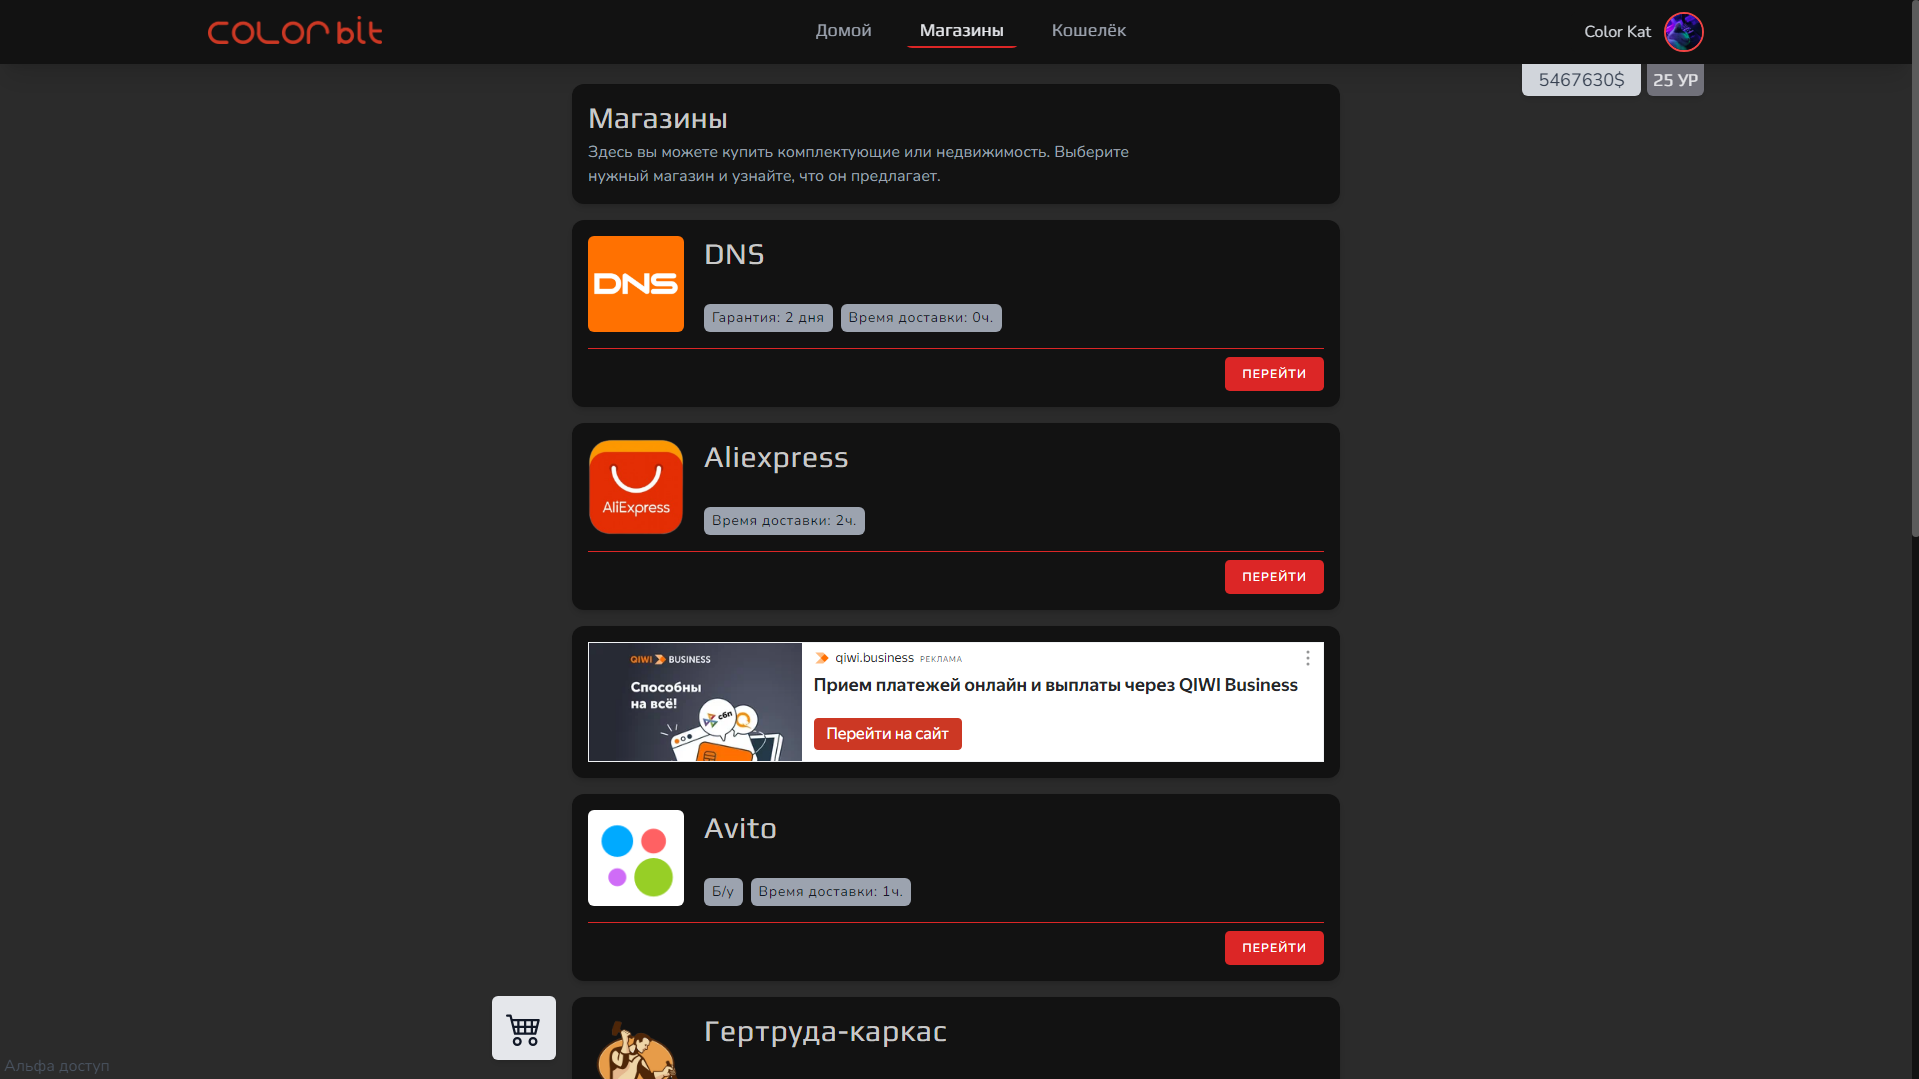 COLOR bit
Домой
Магазины
Кошелёк
Color Kat
5467630$
25 УР
Магазины
Здесь вы можете купить комплектующие или недвижимость. Выберите
нужный магазин и узнайте, что он предлагает.
DNS
DNS
Гарантия: 2 дня
Время доставки: 0ч.
ПЕРЕЙТИ
AliExpress
Aliexpress
Время доставки: 2ч.
ПЕРЕЙТИ
QIWI BUSINESS
Способны
на всё!
сбп
qiwi.business РЕКЛАМА
Прием платежей онлайн и выплаты через QIWI Business
Перейти на сайт
Avito
Б/у
Время доставки: 1ч.
ПЕРЕЙТИ
Гертруда-каркас
Альфа доступ